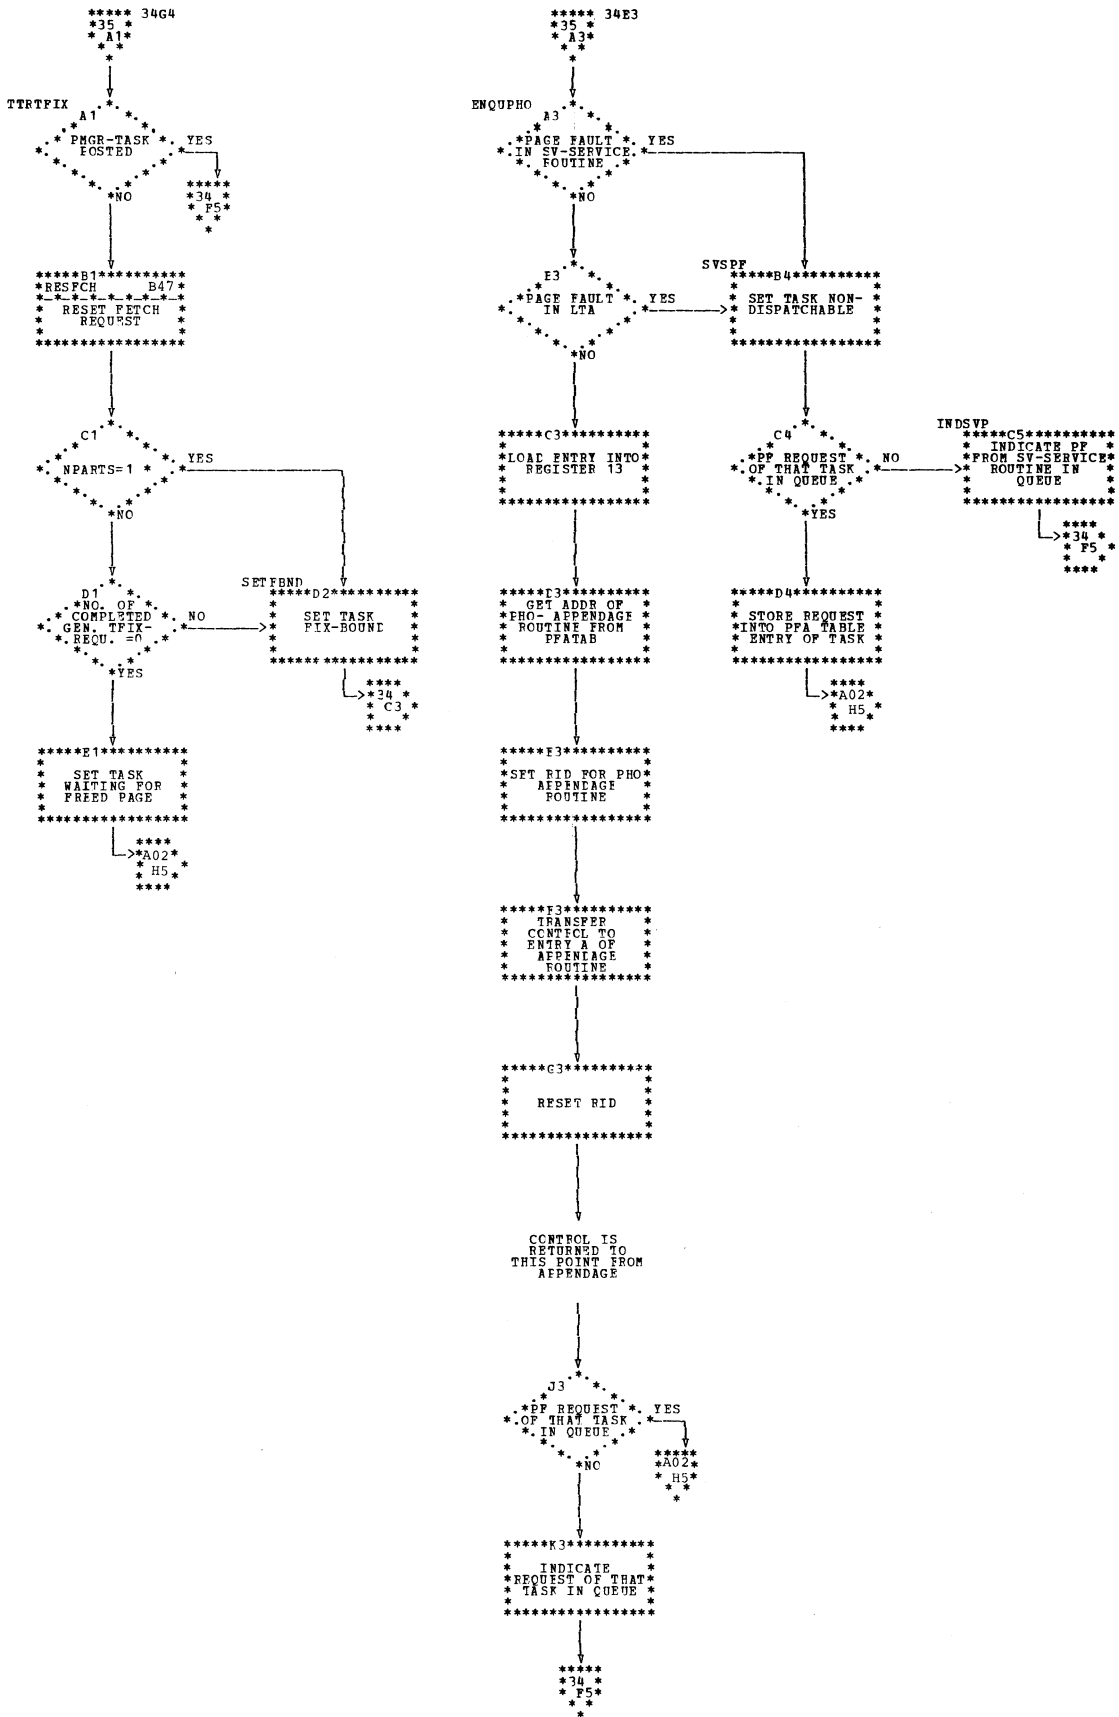 34G4
35
A1
TTRTFIX
A1
PMGR-TASK
POSTED
YES
NO
34
F5
B1
RESFCH B47
RESET FETCH
REQUEST
C1
NPARTS=1
YES
NO
D1
NO. OF
COMPLETED
GEN. TFIX-
REQU. =0
NO
YES
SETFBND
D2
SET TASK
FIX-BOUND
34
C3
E1
SET TASK
WAITING FOR
FREED PAGE
A02
H5
34E3
35
A3
ENQUPHO
A3
PAGE FAULT
IN SV-SERVICE
ROUTINE
YES
NO
B3
PAGE FAULT
IN LTA
YES
NO
SVSPF
B4
SET TASK NON-
DISPATCHABLE
C4
PF REQUEST
OF THAT TASK
IN QUEUE
NO
YES
INDSVP
C5
INDICATE PF
FROM SV-SERVICE
ROUTINE IN
QUEUE
34
F5
D4
STORE REQUEST
INTO PFA TABLE
ENTRY OF TASK
A02
H5
C3
LOAD ENTRY INTO
REGISTER 13
D3
GET ADDR OF
PHO- APPENDAGE
ROUTINE FROM
PFATAB
E3
SET RID FOR PHO
APPENDAGE
ROUTINE
F3
TRANSFER
CONTROL TO
ENTRY A OF
APPENDAGE
ROUTINE
G3
RESET RID
CONTROL IS
RETURNED TO
THIS POINT FROM
APPENDAGE
J3
PF REQUEST
OF THAT TASK
IN QUEUE
YES
NO
A02
H5
K3
INDICATE
REQUEST OF THAT
TASK IN QUEUE
34
F5